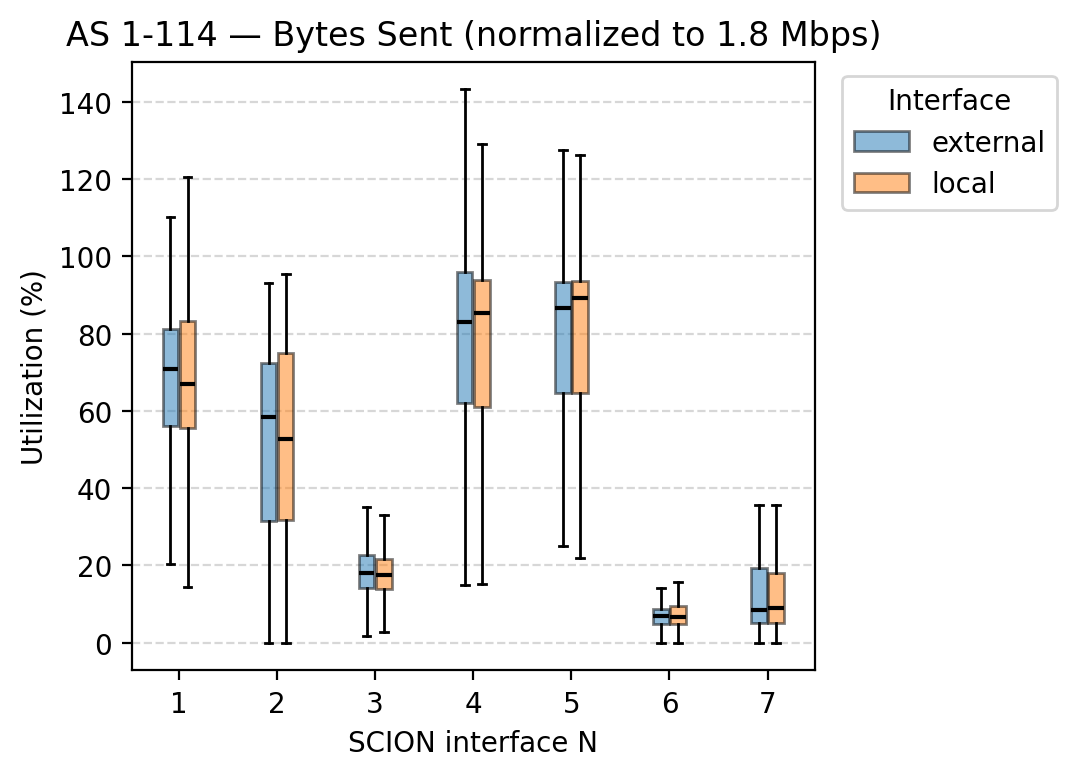 AS 1-114 — Bytes Sent (normalized to 1.8 Mbps)
Interface
external
local
Utilization (%)
140
120
100
80
60
40
20
0
1 2 3 4 5 6 7
SCION interface N